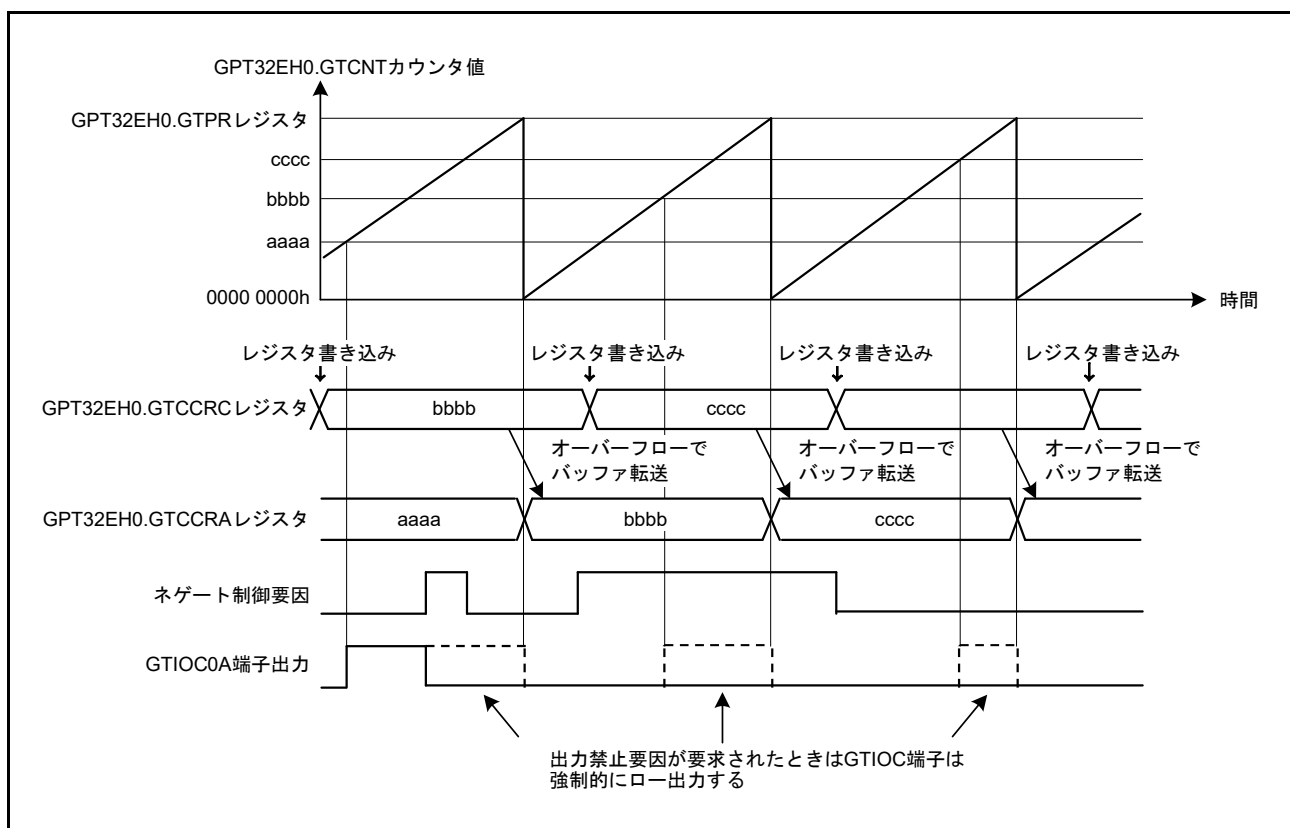 GPT32EH0.GTCNTカウンタ値
GPT32EH0.GTPRレジスタ
cccc
bbbb
aaaa
0000 0000h
時間
レジスタ書き込み
レジスタ書き込み
レジスタ書き込み
レジスタ書き込み
GPT32EH0.GTCCRCレジスタ
bbbb
cccc
オーバーフローで
バッファ転送
オーバーフローで
バッファ転送
オーバーフローで
バッファ転送
GPT32EH0.GTCCRAレジスタ
aaaa
bbbb
cccc
ネゲート制御要因
GTIOC0A端子出力
出力禁止要因が要求されたときはGTIOC端子は
強制的にロー出力する